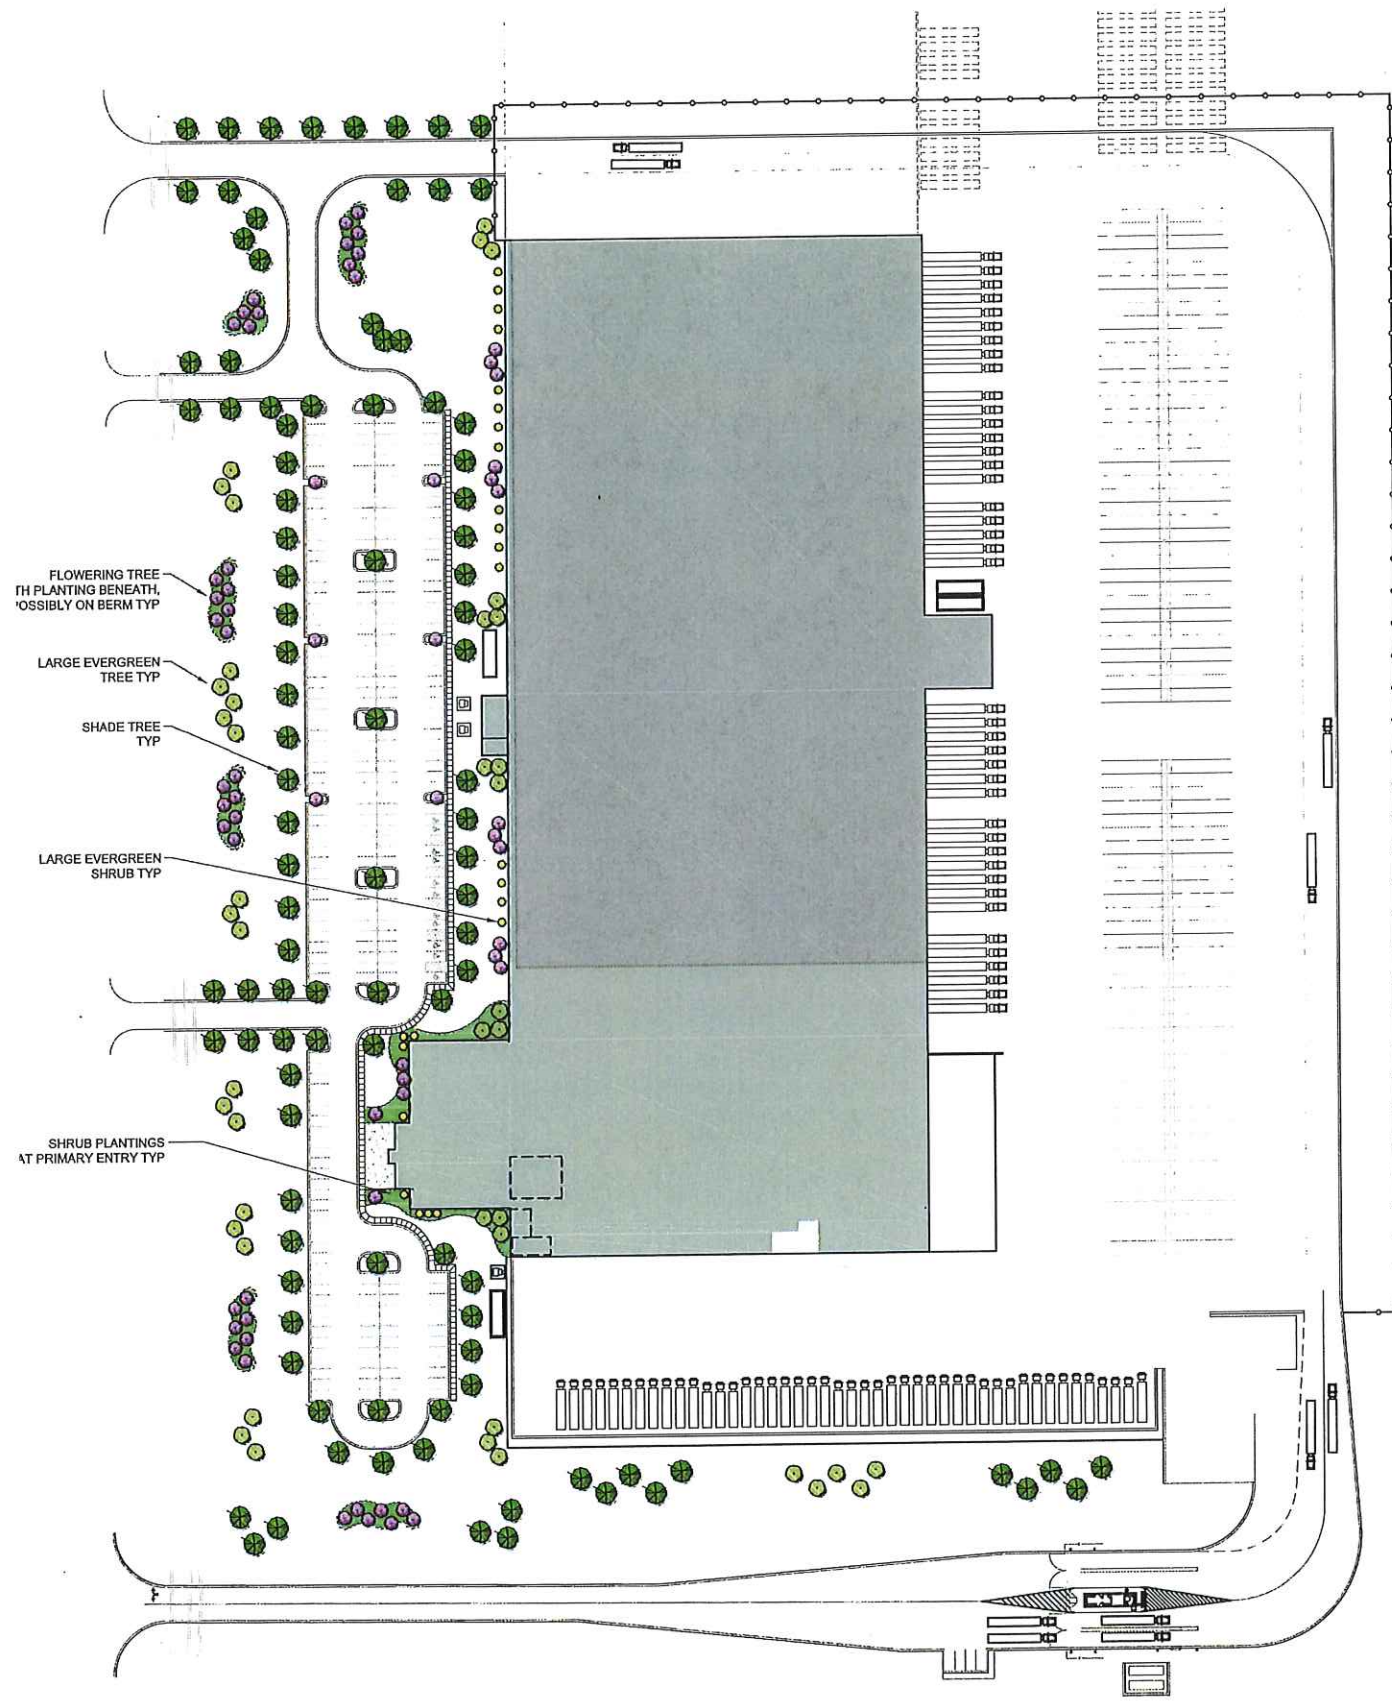 FLOWERING TREE
TH PLANTING BENEATH,
OSSIBLY ON BERM TYP
LARGE EVERGREEN
TREE TYP
SHADE TREE
TYP
LARGE EVERGREEN
SHRUB TYP
SHRUB PLANTINGS
AT PRIMARY ENTRY TYP